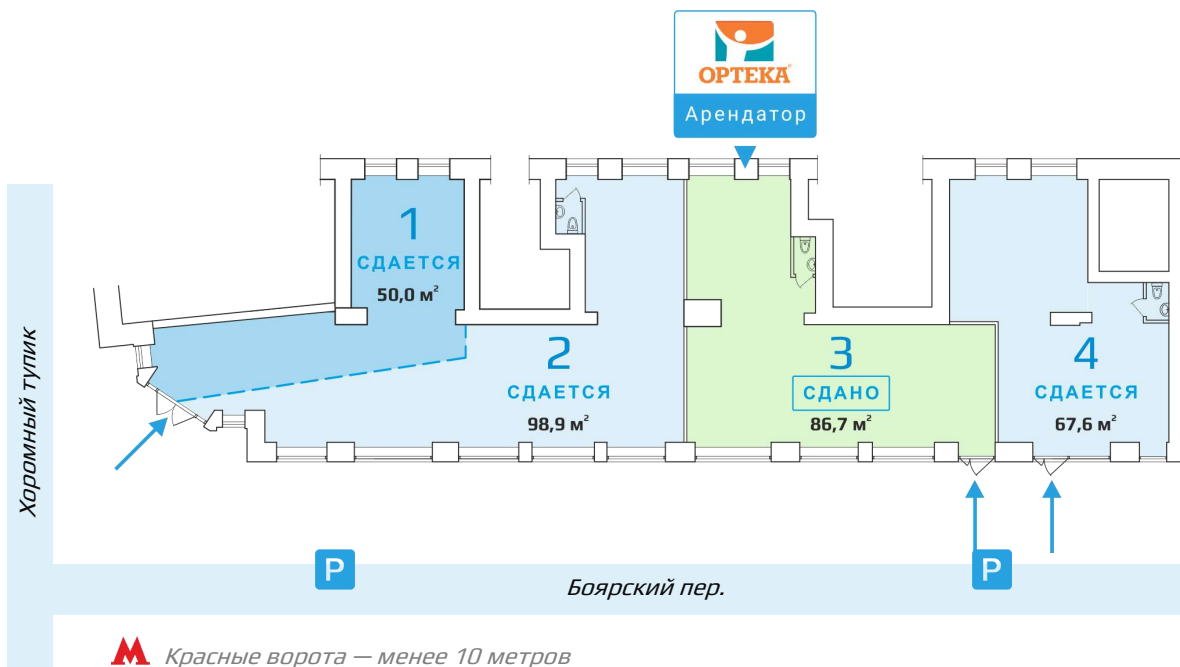 ОРТЕКА
Арендатор
1
СДАЕТСЯ
50,0 м²
2
СДАЕТСЯ
98,9 м²
3
СДАНО
86,7 м²
4
СДАЕТСЯ
67,6 м²
Хоромный тупик
P
P
Боярский пер.
М Красные ворота — менее 10 метров